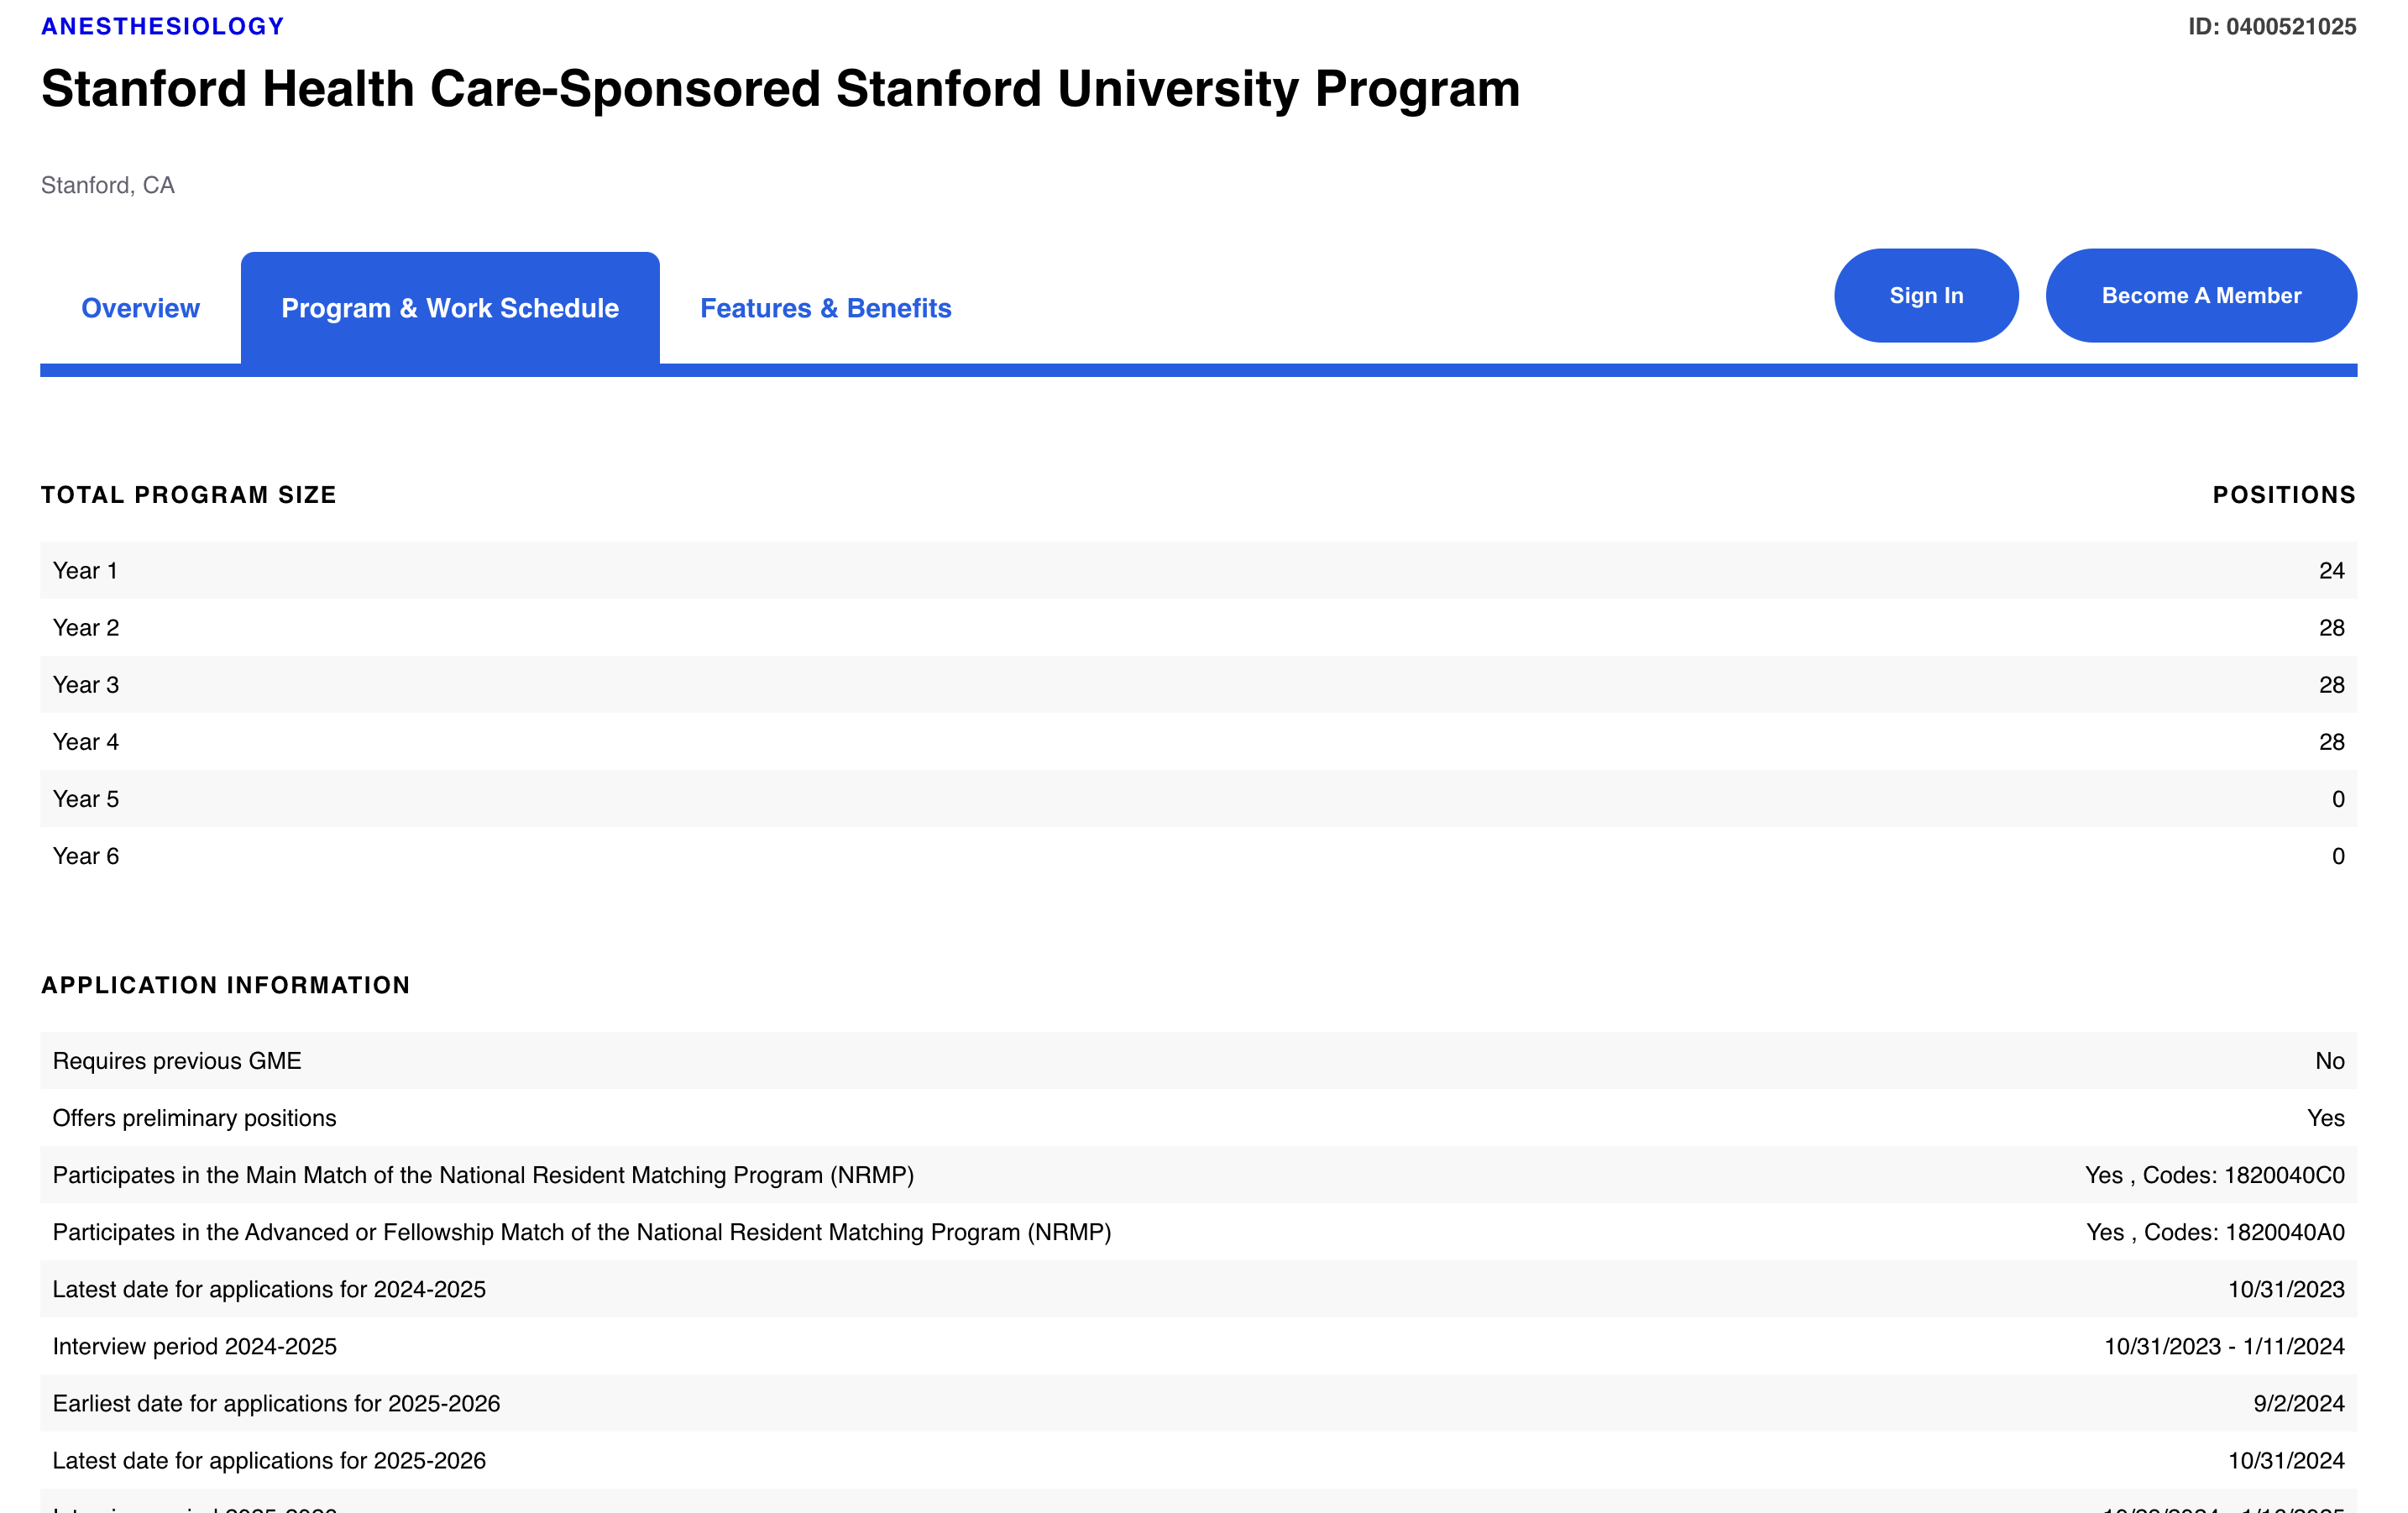 ANESTHESIOLOGY ID: 0400521025
Stanford Health Care-Sponsored Stanford University Program
Stanford, CA
Overview Program & Work Schedule Features & Benefits Sign In Become A Member
TOTAL PROGRAM SIZE POSITIONS
Year 1 24
Year 2 28
Year 3 28
Year 4 28
Year 5 0
Year 6 0
APPLICATION INFORMATION
Requires previous GME No
Offers preliminary positions Yes
Participates in the Main Match of the National Resident Matching Program (NRMP) Yes , Codes: 1820040C0
Participates in the Advanced or Fellowship Match of the National Resident Matching Program (NRMP) Yes , Codes: 1820040A0
Latest date for applications for 2024-2025 10/31/2023
Interview period 2024-2025 10/31/2023 - 1/11/2024
Earliest date for applications for 2025-2026 9/2/2024
Latest date for applications for 2025-2026 10/31/2024